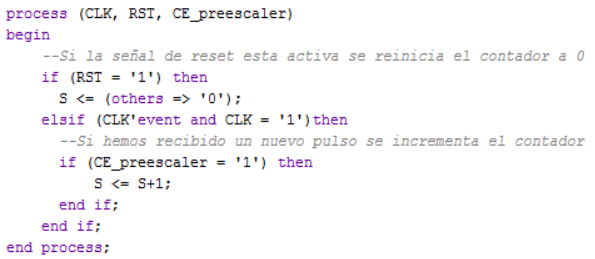 process (CLK, RST, CE_preescaler)
begin
--Si la señal de reset esta activa se reinicia el contador a 0
if (RST = '1') then
S <= (others => '0');
elsif (CLK'event and CLK = '1')then
--Si hemos recibido un nuevo pulso se incrementa el contador
if (CE_preescaler = '1') then
S <= S+1;
end if;
end if;
end process;